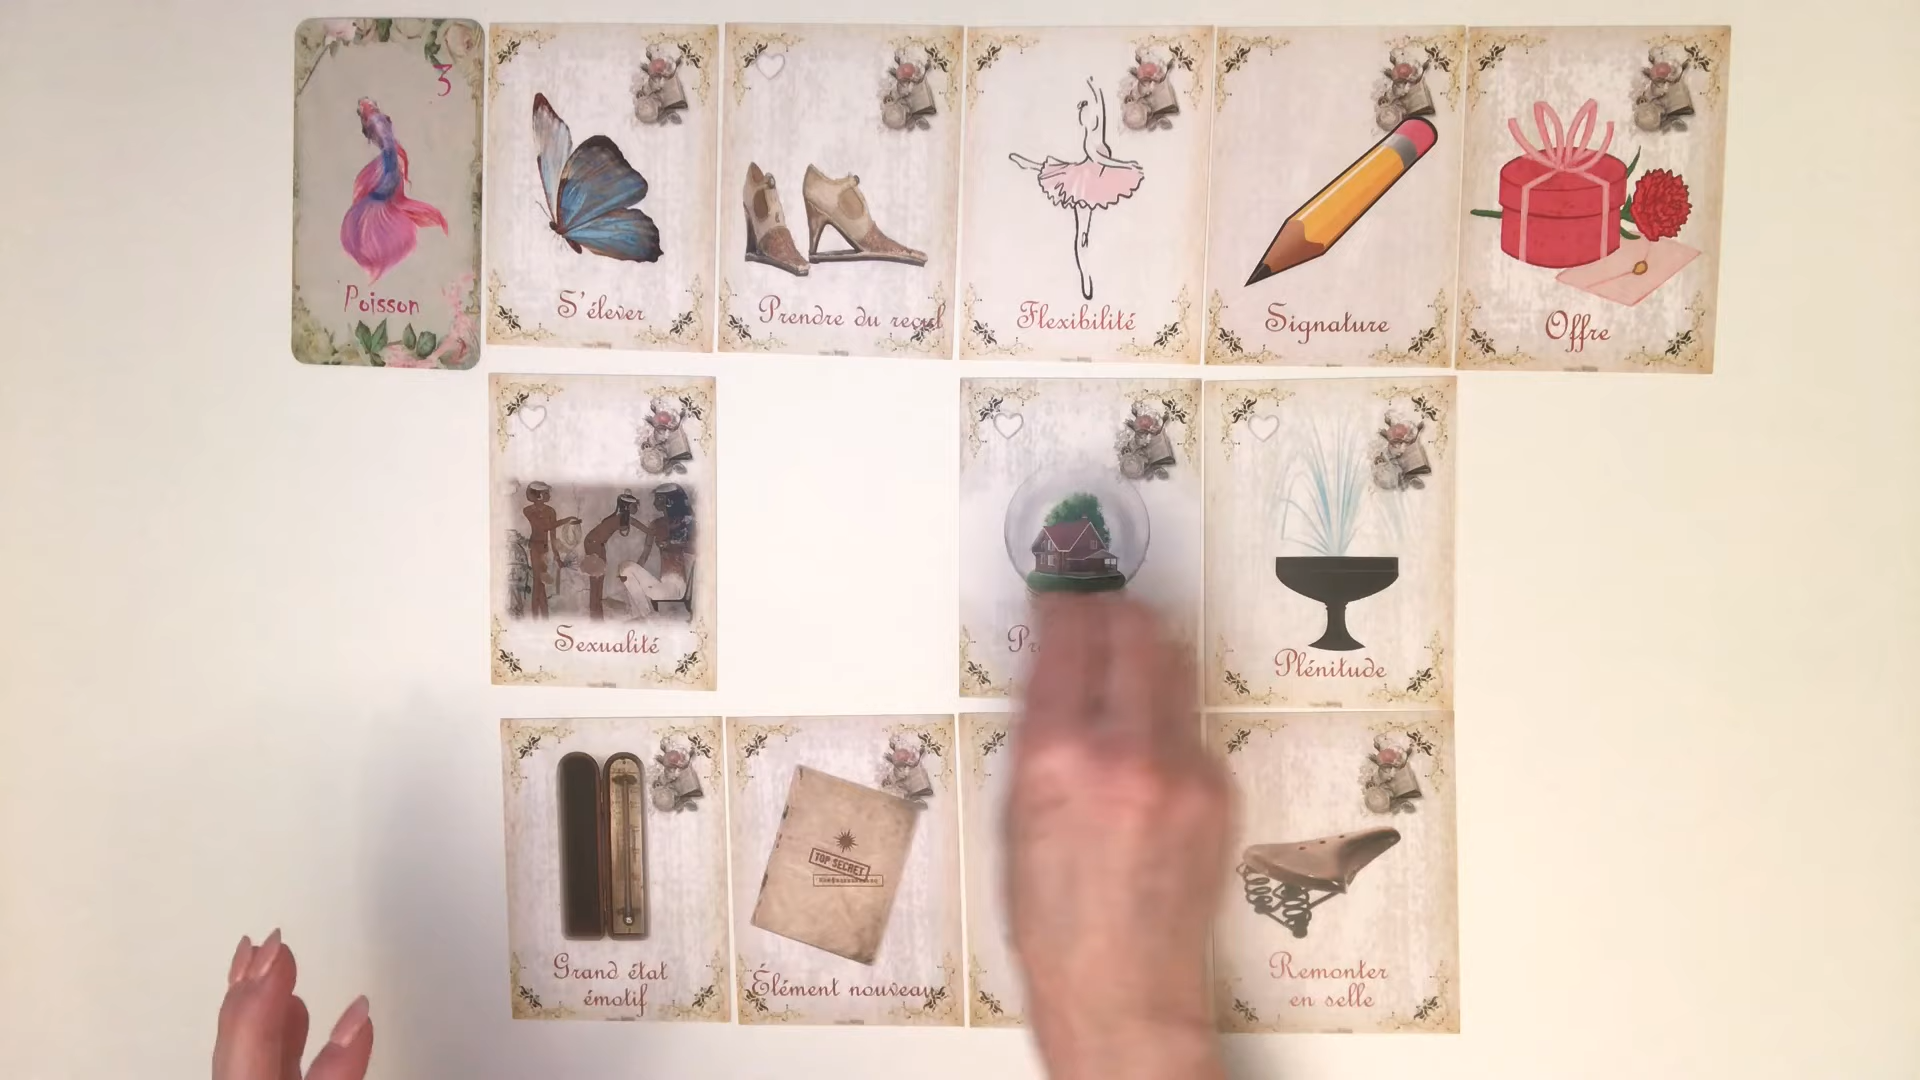 3
Poisson
S'élever
Prendre du recul
Flexibilité
Signature
Offre
Sexualité
Plénitude
TOP SECRET
Grand état
émotif
Élément nouveau
Remonter
en selle